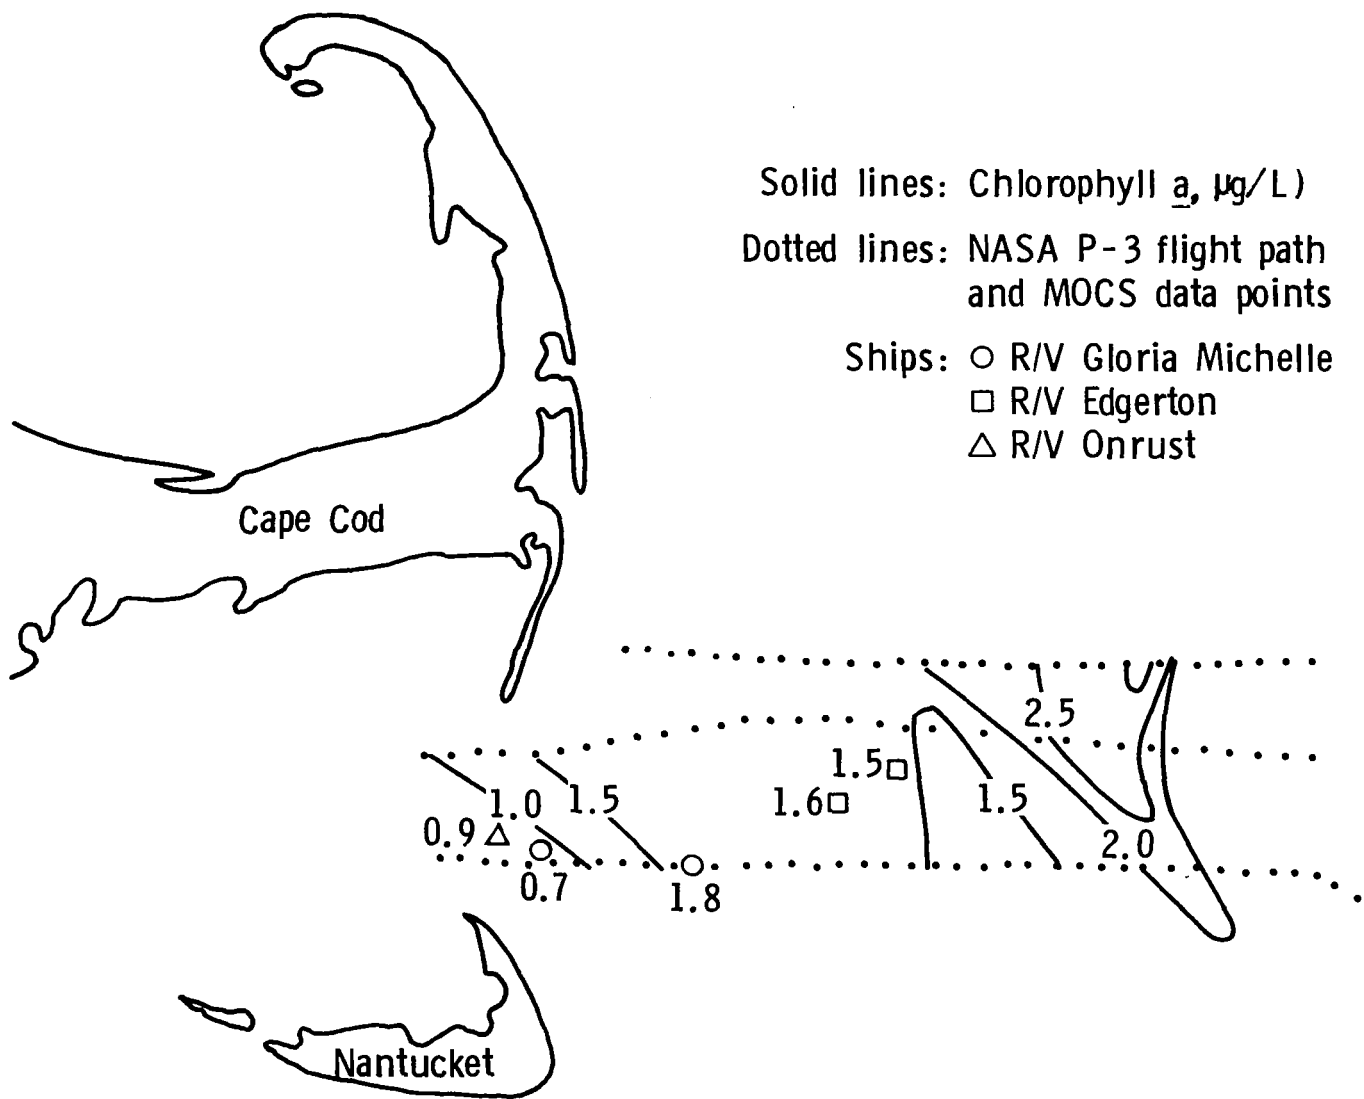 Solid lines: Chlorophyll a, µg/L)
Dotted lines: NASA P-3 flight path
and MOCS data points
Ships: ○ R/V Gloria Michelle
□ R/V Edgerton
△ R/V Onrust
Cape Cod
2.5
1.5
1.0 1.5
1.6
1.5
0.9
2.0
0.7
1.8
Nantucket